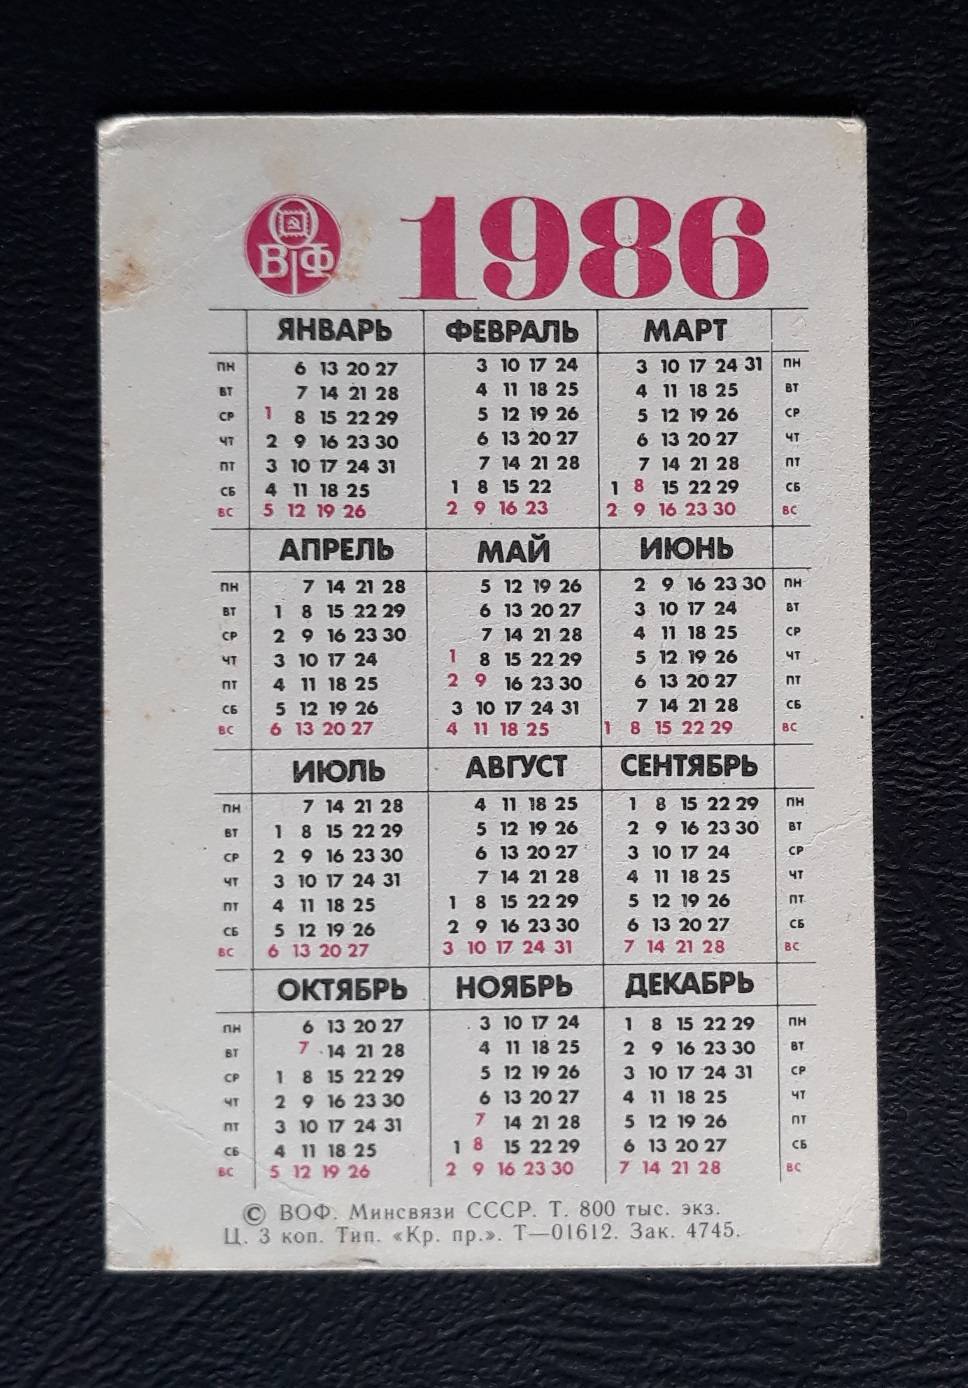 ВФ 1986
ЯНВАРЬ ФЕВРАЛЬ МАРТ
ПН 6 13 20 27 3 10 17 24 3 10 17 24 31 ПН
ВТ 7 14 21 28 4 11 18 25 4 11 18 25 ВТ
СР 1 8 15 22 29 5 12 19 26 5 12 19 26 СР
ЧТ 2 9 16 23 30 6 13 20 27 6 13 20 27 ЧТ
ПТ 3 10 17 24 31 7 14 21 28 7 14 21 28 ПТ
СБ 4 11 18 25 1 8 15 22 1 8 15 22 29 СБ
ВС 5 12 19 26 2 9 16 23 2 9 16 23 30 ВС
АПРЕЛЬ МАЙ ИЮНЬ
ПН 7 14 21 28 5 12 19 26 2 9 16 23 30 ПН
ВТ 1 8 15 22 29 6 13 20 27 3 10 17 24 ВТ
СР 2 9 16 23 30 7 14 21 28 4 11 18 25 СР
ЧТ 3 10 17 24 1 8 15 22 29 5 12 19 26 ЧТ
ПТ 4 11 18 25 2 9 16 23 30 6 13 20 27 ПТ
СБ 5 12 19 26 3 10 17 24 31 7 14 21 28 СБ
ВС 6 13 20 27 4 11 18 25 1 8 15 22 29 ВС
ИЮЛЬ АВГУСТ СЕНТЯБРЬ
ПН 7 14 21 28 4 11 18 25 1 8 15 22 29 ПН
ВТ 1 8 15 22 29 5 12 19 26 2 9 16 23 30 ВТ
СР 2 9 16 23 30 6 13 20 27 3 10 17 24 СР
ЧТ 3 10 17 24 31 7 14 21 28 4 11 18 25 ЧТ
ПТ 4 11 18 25 1 8 15 22 29 5 12 19 26 ПТ
СБ 5 12 19 26 2 9 16 23 30 6 13 20 27 СБ
ВС 6 13 20 27 3 10 17 24 31 7 14 21 28 ВС
ОКТЯБРЬ НОЯБРЬ ДЕКАБРЬ
ПН 6 13 20 27 3 10 17 24 1 8 15 22 29 ПН
ВТ 7 14 21 28 4 11 18 25 2 9 16 23 30 ВТ
СР 1 8 15 22 29 5 12 19 26 3 10 17 24 31 СР
ЧТ 2 9 16 23 30 6 13 20 27 4 11 18 25 ЧТ
ПТ 3 10 17 24 31 7 14 21 28 5 12 19 26 ПТ
СБ 4 11 18 25 1 8 15 22 29 6 13 20 27 СБ
ВС 5 12 19 26 2 9 16 23 30 7 14 21 28 ВС
© ВОФ. Минсвязи СССР. Т. 800 тыс. экз.
Ц. 3 коп. Тип. «Кр. пр.». Т—01612. Зак. 4745.